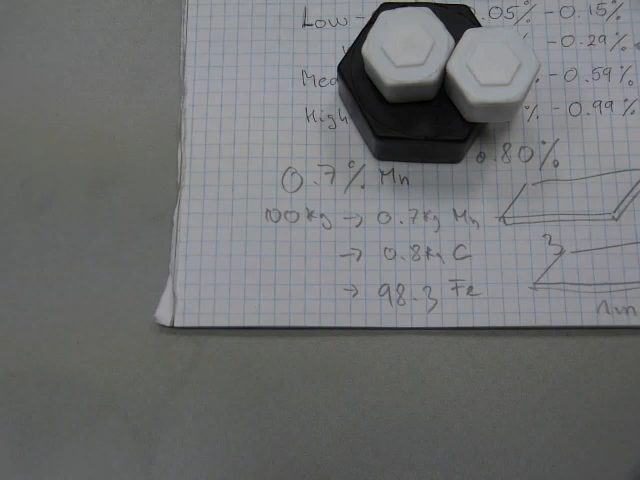 Low - .05% - 0.15%
% - 0.29%
Med - 0.59%
High % - 0.99%
0.80%
0.7% Mn
100kg → 0.7kg Mn
→ 0.8kg C
3
→ 98.3 Fe